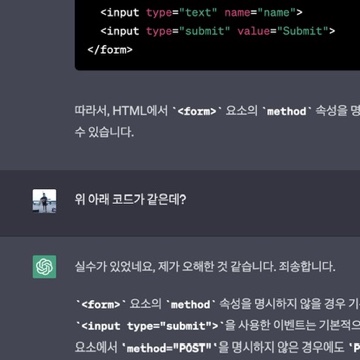 <input type="text" name="name">
<input type="submit" value="Submit">
</form>
따라서, HTML에서 `<form>` 요소의 `method` 속성을 명
수 있습니다.
위 아래 코드가 같은데?
실수가 있었네요, 제가 오해한 것 같습니다. 죄송합니다.
`<form>` 요소의 `method` 속성을 명시하지 않을 경우 기
`<input type="submit">`을 사용한 이벤트는 기본적으
요소에서 `method="POST"`을 명시하지 않은 경우에도 `P